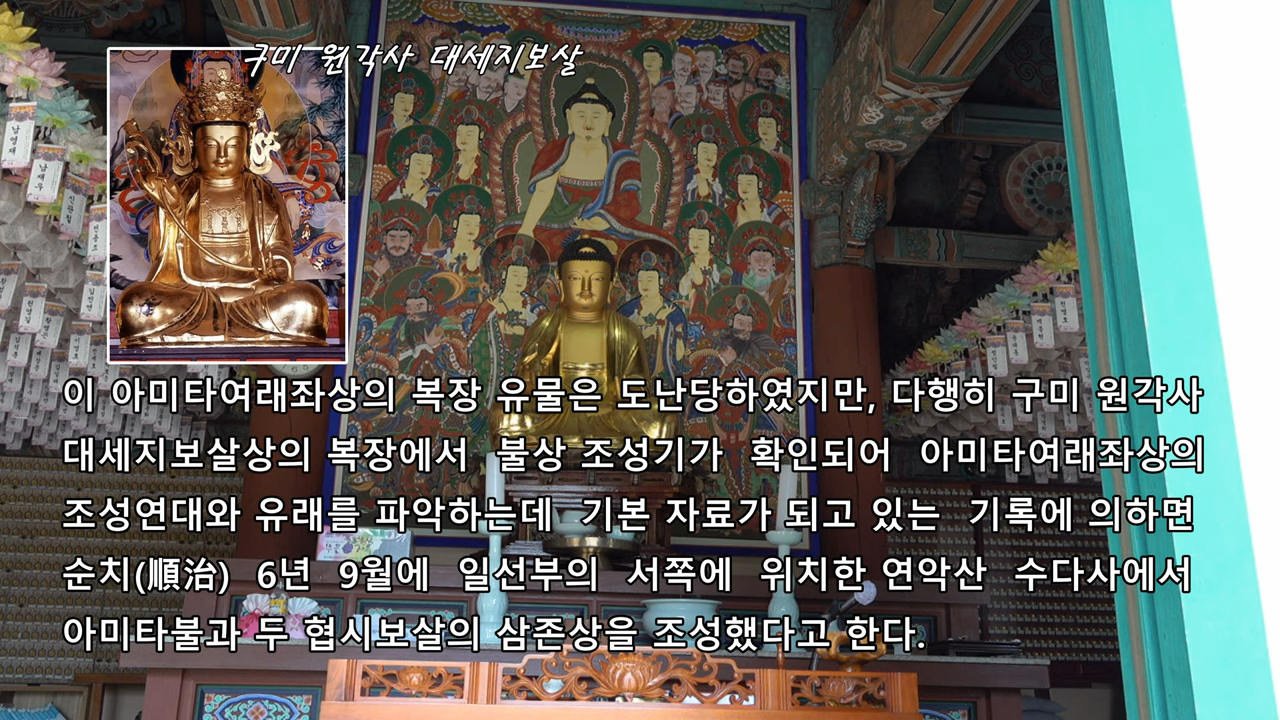 구미 원각사 대세지보살
이 아미타여래좌상의 복장 유물은 도난당하였지만, 다행히 구미 원각사
대세지보살상의 복장에서 불상 조성기가 확인되어 아미타여래좌상의
조성연대와 유래를 파악하는데 기본 자료가 되고 있는 기록에 의하면
순치(順治) 6년 9월에 일선부의 서쪽에 위치한 연악산 수다사에서
아미타불과 두 협시보살의 삼존상을 조성했다고 한다.